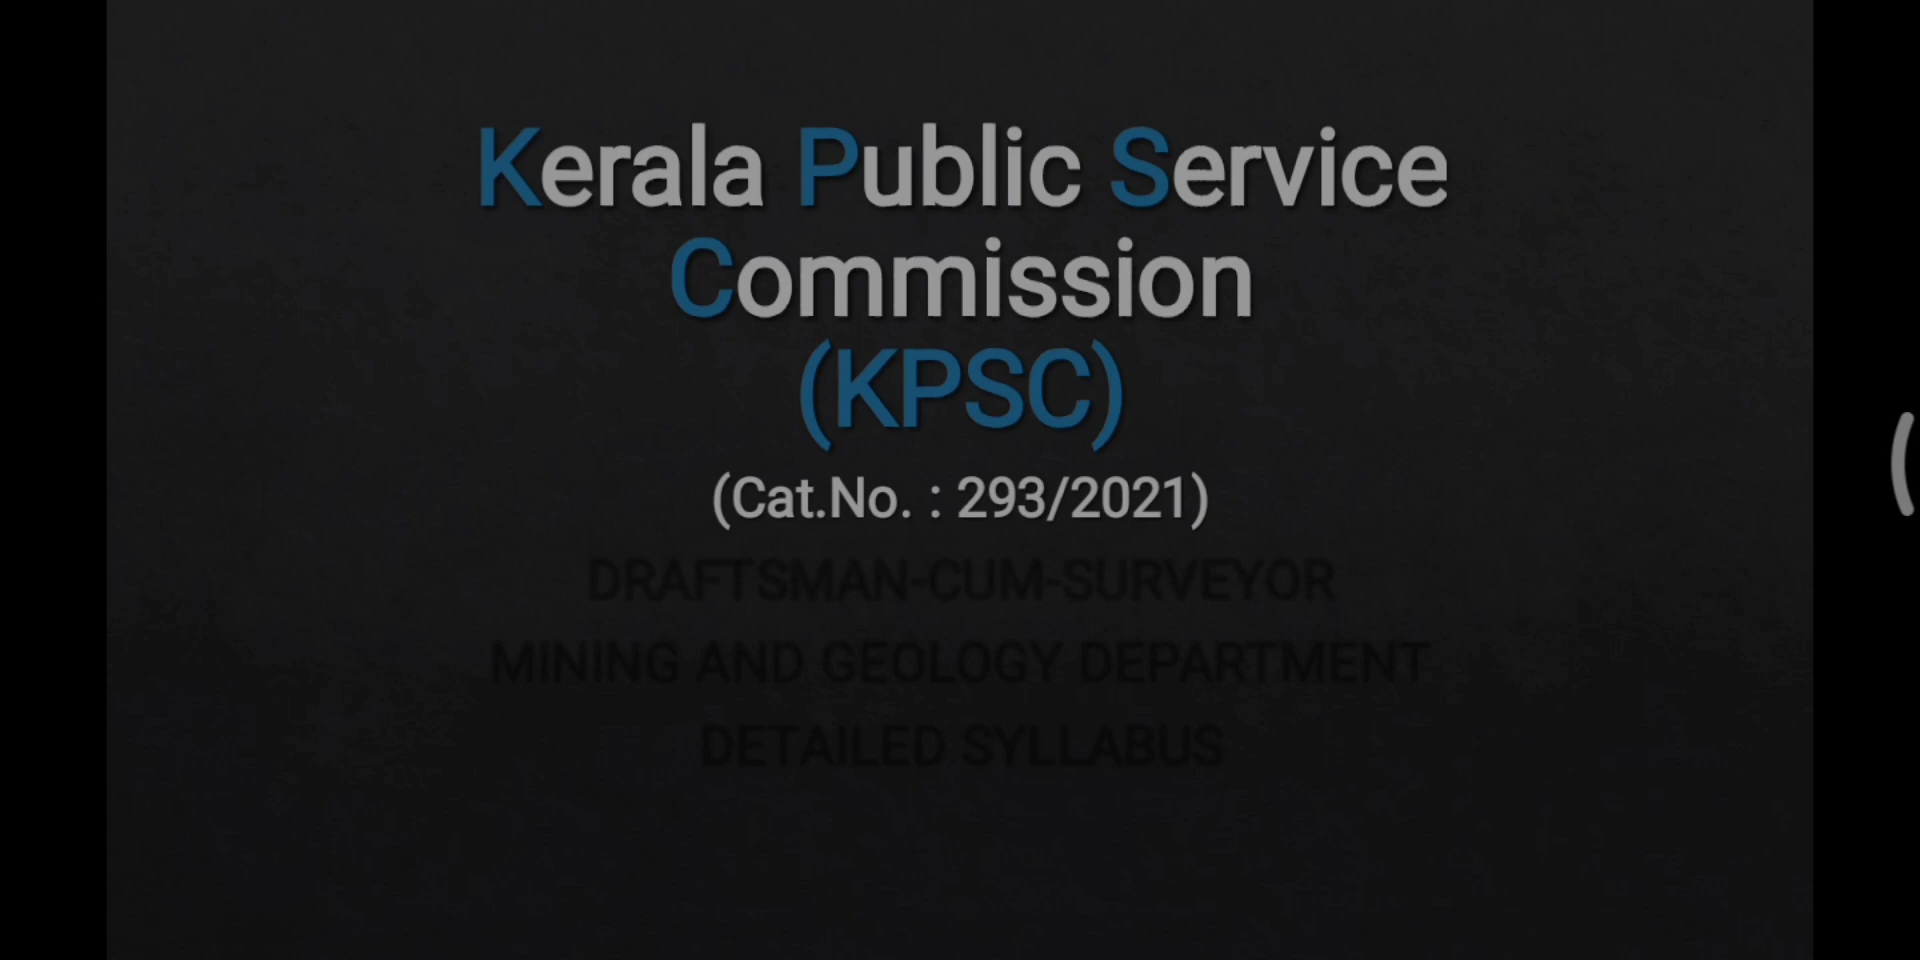 Kerala Public Service
Commission
(KPSC)
(Cat.No. : 293/2021)
DRAFTSMAN-CUM-SURVEYOR
MINING AND GEOLOGY DEPARTMENT
DETAILED SYLLABUS